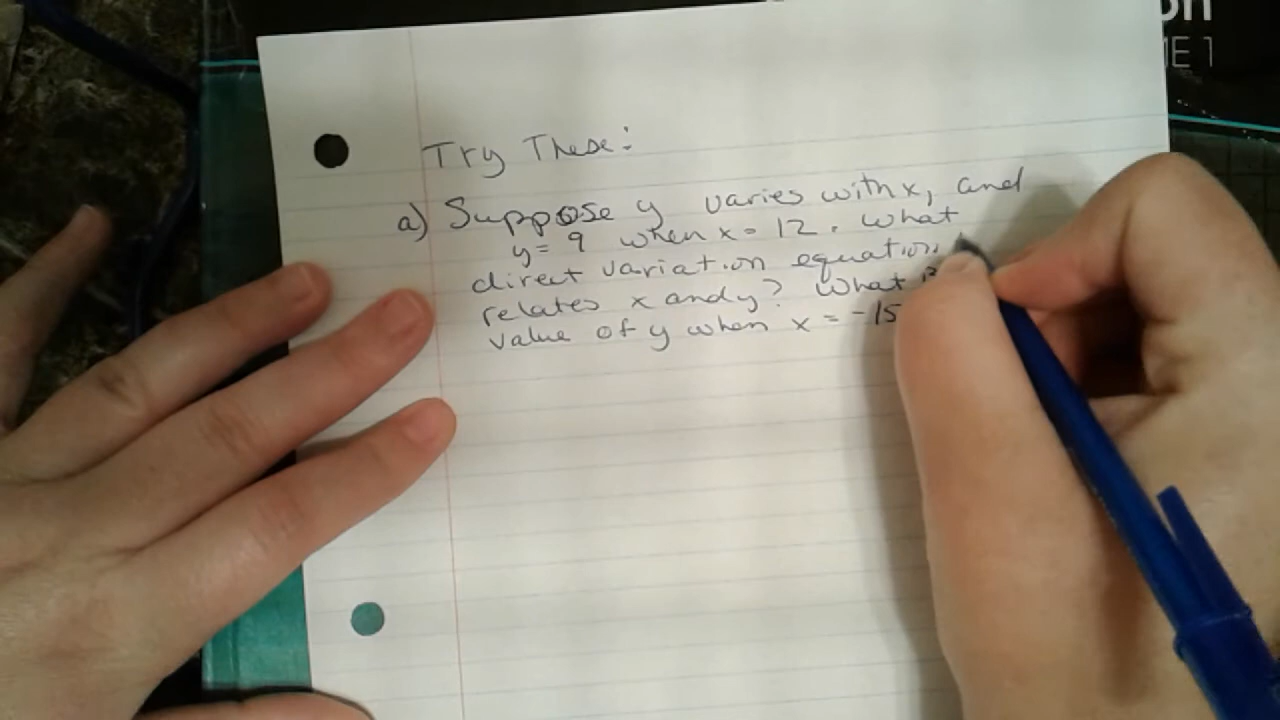 Try These:
a) Suppose y varies with x, and
y = 9 when x = 12. What
direct variation equation
relates x and y? What is
value of y when x = -15